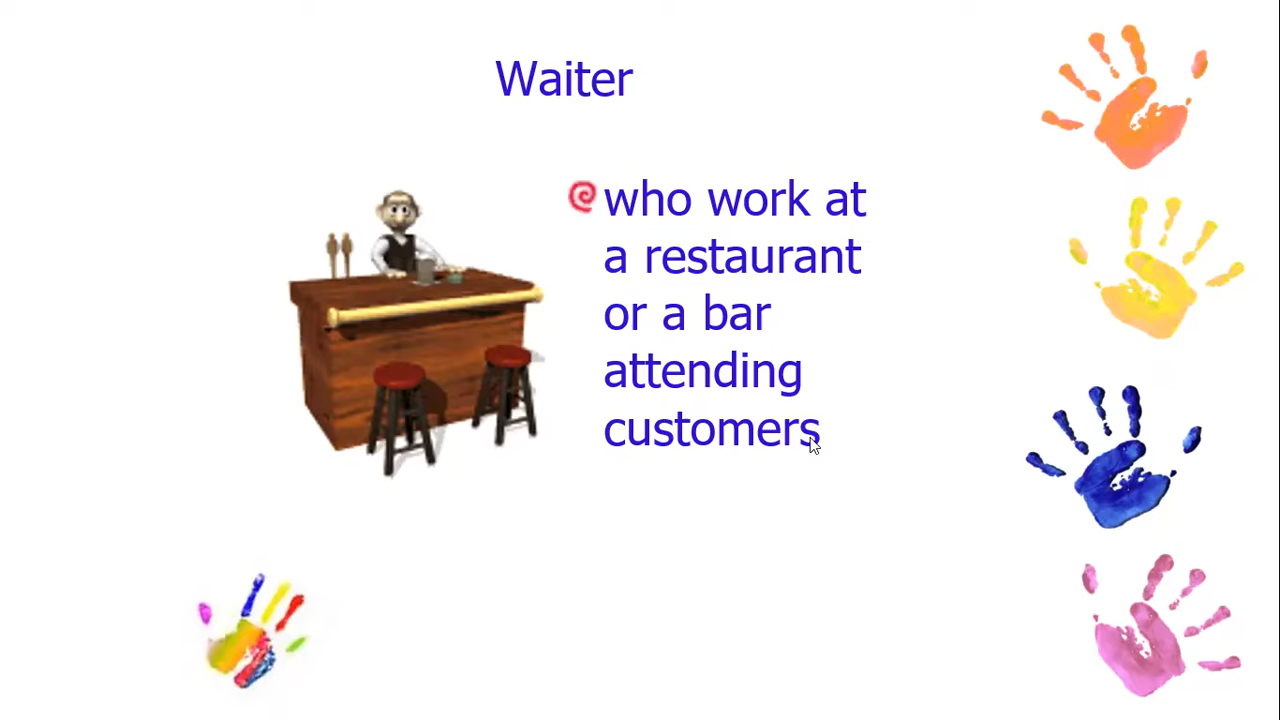 Waiter
who work at
a restaurant
or a bar
attending
customers